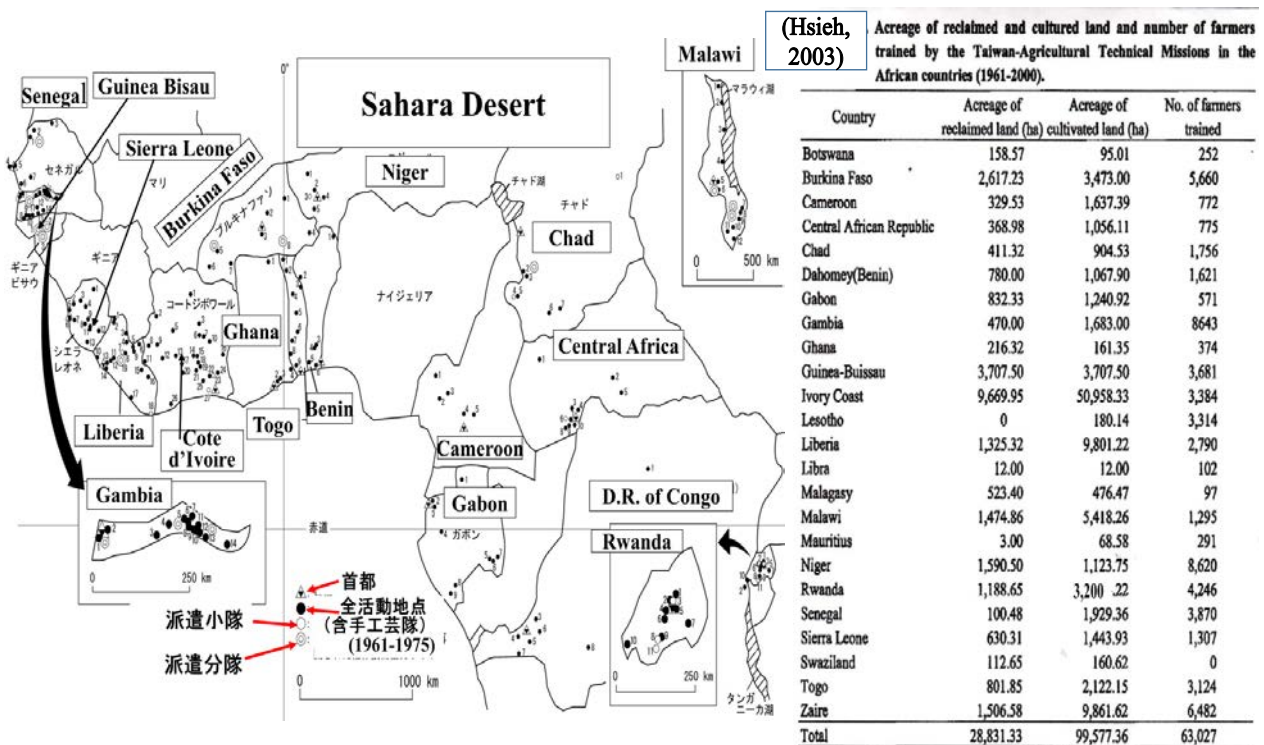 (Hsieh,
2003)
Acreage of reclaimed and cultured land and number of farmers
trained by the Taiwan-Agricultural Technical Missions in the
African countries (1961-2000).
Country Acreage of reclaimed land (ha) Acreage of cultivated land (ha) No. of farmers trained
Botswana 158.57 95.01 252
Burkina Faso 2,617.23 3,473.00 5,660
Cameroon 329.53 1,637.39 772
Central African Republic 368.98 1,056.11 775
Chad 411.32 904.53 1,756
Dahomey(Benin) 780.00 1,067.90 1,621
Gabon 832.33 1,240.92 571
Gambia 470.00 1,683.00 8643
Ghana 216.32 161.35 374
Guinea-Buissau 3,707.50 3,707.50 3,681
Ivory Coast 9,669.95 50,958.33 3,384
Lesotho 0 180.14 3,314
Liberia 1,325.32 9,801.22 2,790
Libra 12.00 12.00 102
Malagasy 523.40 476.47 97
Malawi 1,474.86 5,418.26 1,295
Mauritius 3.00 68.58 291
Niger 1,590.50 1,123.75 8,620
Rwanda 1,188.65 3,200 .22 4,246
Senegal 100.48 1,929.36 3,870
Sierra Leone 630.31 1,443.93 1,307
Swaziland 112.65 160.62 0
Togo 801.85 2,122.15 3,124
Zaire 1,506.58 9,861.62 6,482
Total 28,831.33 99,577.36 63,027
Malawi
マラウィ湖
0 500 km
Sahara Desert
0°
Senegal
Guinea Bisau
Sierra Leone
Burkina Faso
Niger
セネガル
マリ
ブルキナファソ
チャド湖
チャド
Chad
ギニア
ビサウ
ギニア
コートジボワール
ナイジェリア
Ghana
シエラ
レオネ
Central Africa
Liberia
Cote
d'Ivoire
Togo
Benin
Cameroon
Gabon
ガボン
D.R. of Congo
Gambia
0 250 km
赤道
Rwanda
0 250 km
タンガ
ニーカ湖
首都
全活動地点
(含手工芸隊)
(1961-1975)
派遣小隊
派遣分隊
0 1000 km